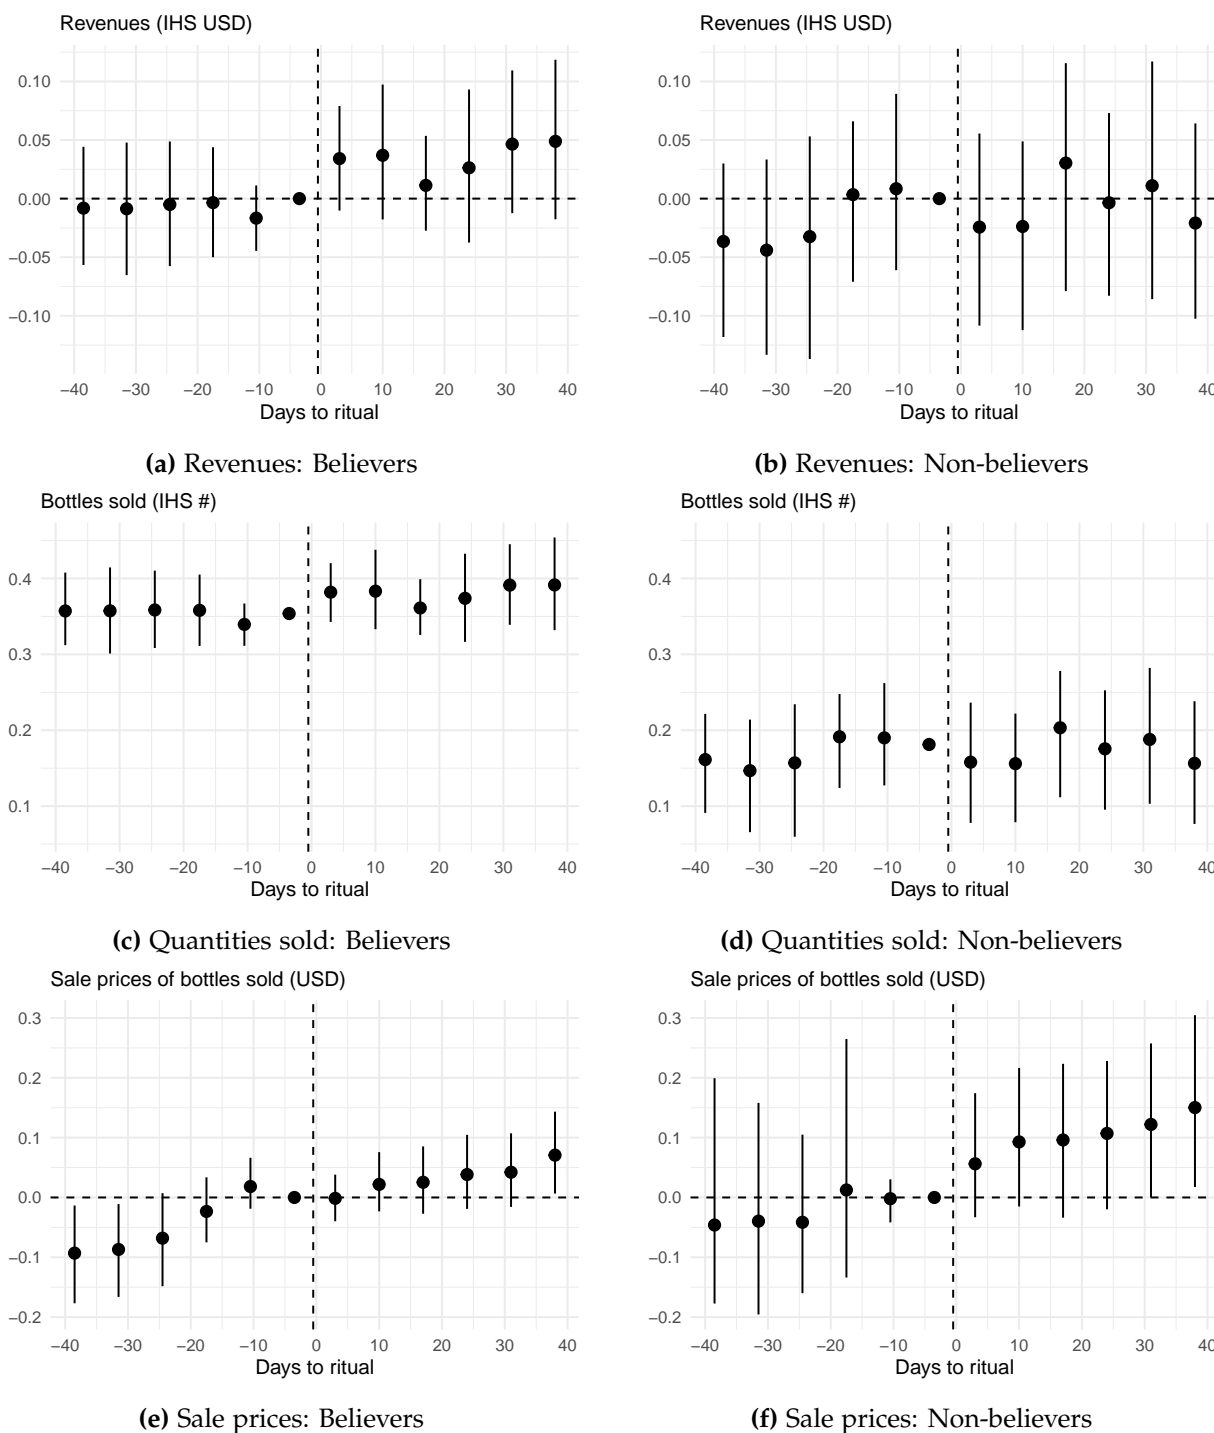 Revenues (IHS USD)
0.10
0.05
0.00
−0.05
−0.10
−40 −30 −20 −10 0 10 20 30 40
Days to ritual
(a) Revenues: Believers
Revenues (IHS USD)
0.10
0.05
0.00
−0.05
−0.10
−40 −30 −20 −10 0 10 20 30 40
Days to ritual
(b) Revenues: Non-believers
Bottles sold (IHS #)
0.4
0.3
0.2
0.1
−40 −30 −20 −10 0 10 20 30 40
Days to ritual
(c) Quantities sold: Believers
Bottles sold (IHS #)
0.4
0.3
0.2
0.1
−40 −30 −20 −10 0 10 20 30 40
Days to ritual
(d) Quantities sold: Non-believers
Sale prices of bottles sold (USD)
0.3
0.2
0.1
0.0
−0.1
−0.2
−40 −30 −20 −10 0 10 20 30 40
Days to ritual
(e) Sale prices: Believers
Sale prices of bottles sold (USD)
0.3
0.2
0.1
0.0
−0.1
−0.2
−40 −30 −20 −10 0 10 20 30 40
Days to ritual
(f) Sale prices: Non-believers